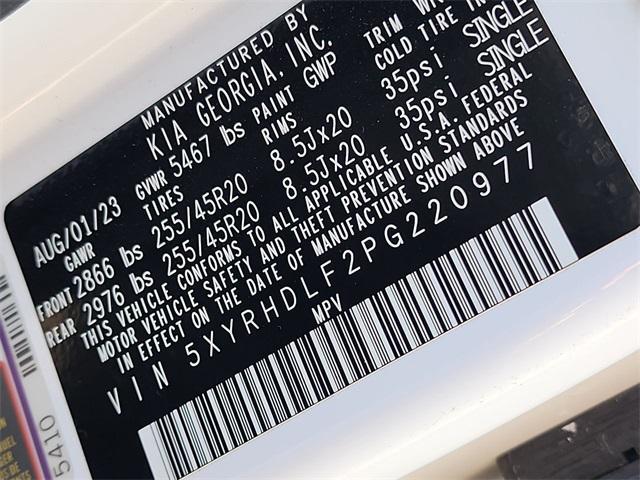 MANUFACTURED BY
KIA GEORGIA, INC.
AUG/01/23 GVWR 5467 lbs PAINT GWP TRIM
GAWR TIRES RIMS COLD TIRE IN
FRONT 2866 lbs 255/45R20 8.5Jx20 35psi SINGLE
REAR 2976 lbs 255/45R20 8.5Jx20 35psi SINGLE
THIS VEHICLE CONFORMS TO ALL APPLICABLE U.S.A. FEDERAL
MOTOR VEHICLE SAFETY AND THEFT PREVENTION STANDARDS
IN EFFECT ON THE DATE OF MANUFACTURE SHOWN ABOVE
VIN 5XYRHDLF2PG220977
MPV
5410